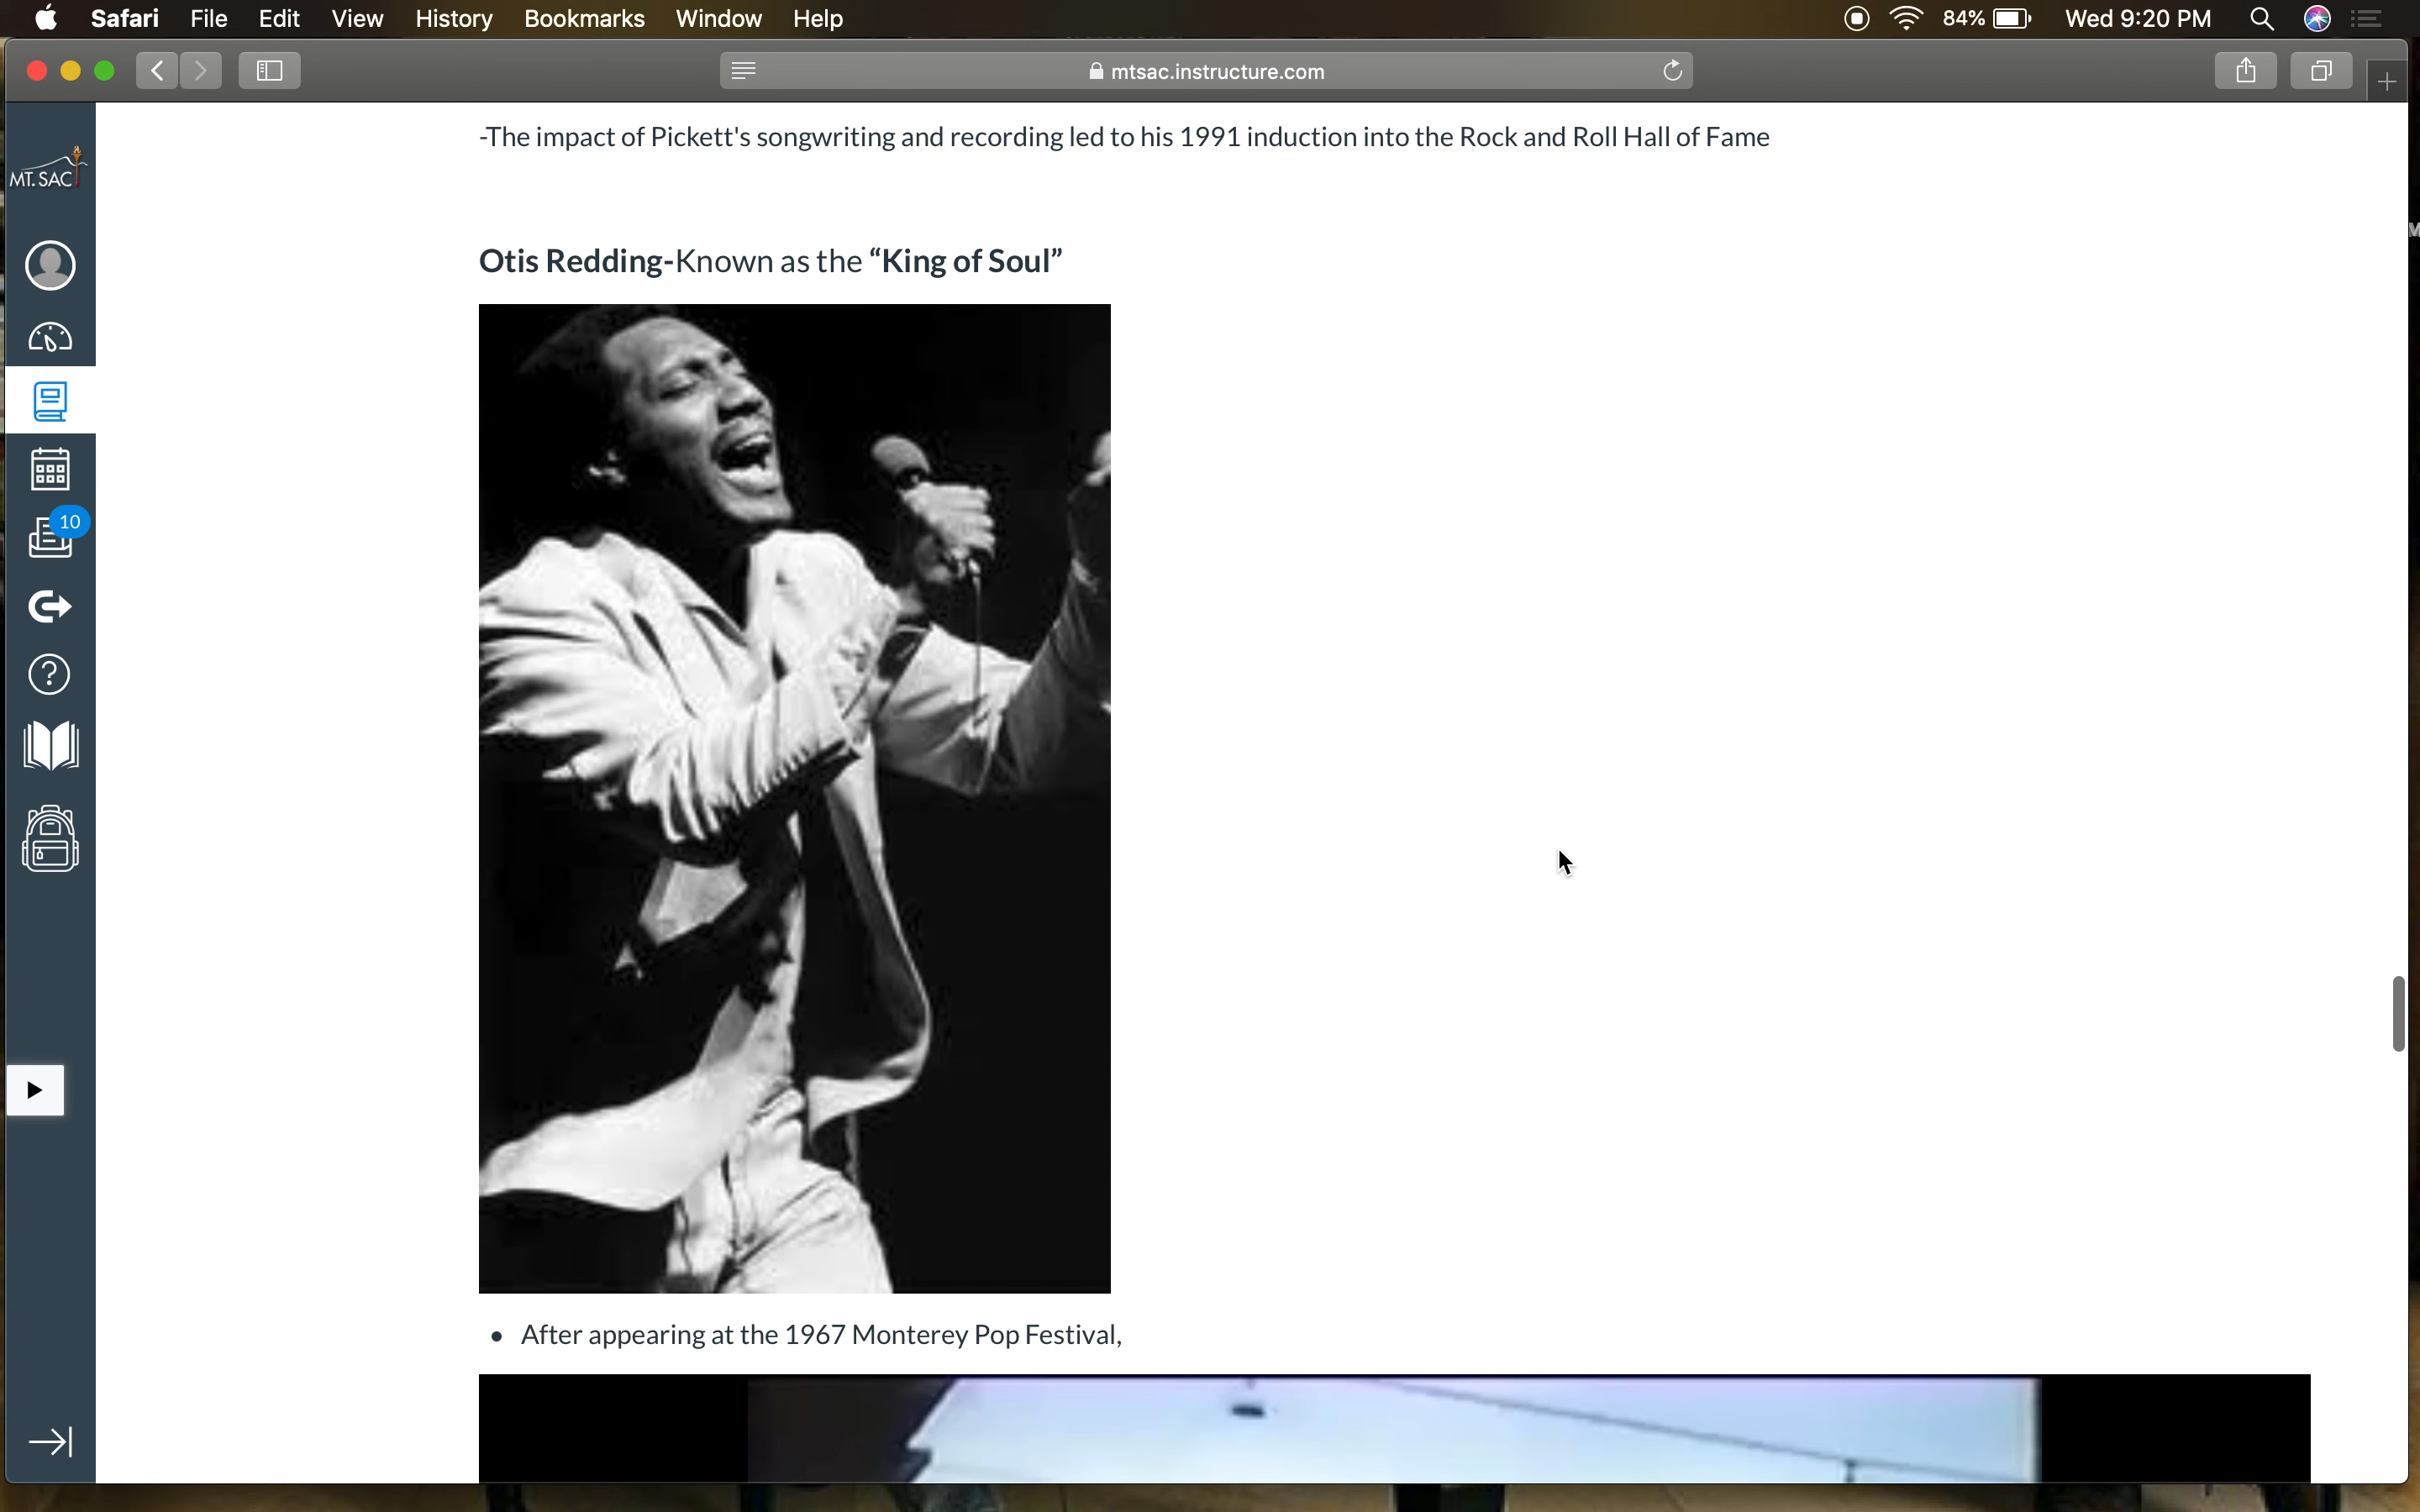 Safari File Edit View History Bookmarks Window Help 84% Wed 9:20 PM
mtsac.instructure.com
-The impact of Pickett's songwriting and recording led to his 1991 induction into the Rock and Roll Hall of Fame
MT. SAC
Otis Redding-Known as the “King of Soul”
10
• After appearing at the 1967 Monterey Pop Festival,